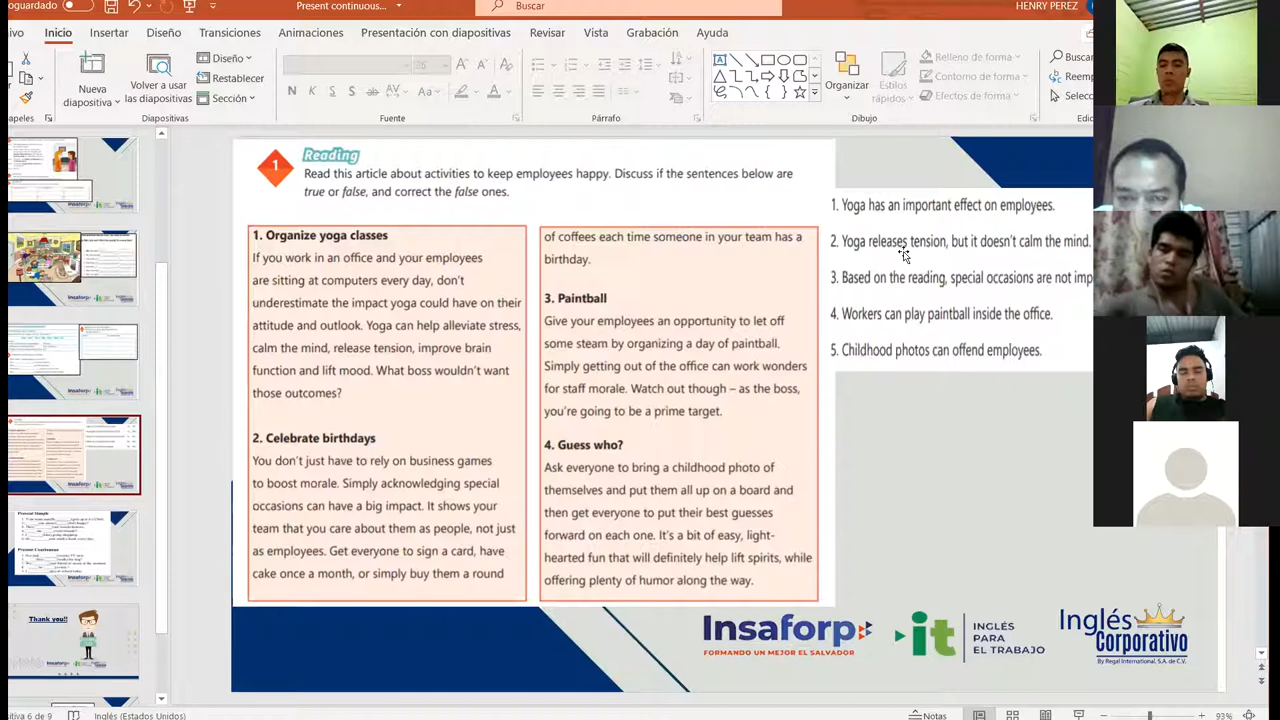 oguardado
Present continuous...
Buscar
HENRY PEREZ
ivo Inicio Insertar Diseño Transiciones Animaciones Presentación con diapositivas Revisar Vista Grabación Ayuda
Nueva diapositiva
Volver a usar las diapositivas
Diseño
Restablecer
Sección
Organizar
Estilos rápidos
Relleno de forma
Contorno de forma
Efectos de forma
Buscar
Reemp
Selecc
apeles Diapositivas Fuente Párrafo Dibujo
1
Reading
Read this article about activities to keep employees happy. Discuss if the sentences below are
true or false, and correct the false ones.
1. Organize yoga classes
If you work in an office and your employees
are sitting at computers every day, don't
underestimate the impact yoga could have on their
attitude and outlook. Yoga can help alleviate stress,
calm the mind, release tension, improve brain
function and lift mood. What boss wouldn't want
those outcomes?
2. Celebrate birthdays
You don't just have to rely on business games
to boost morale. Simply acknowledging special
occasions can have a big impact. It shows your
team that you care about them as people, not just
as employees. Get everyone to sign a card, have
cake once a month, or simply buy them a round
of coffees each time someone in your team has a
birthday.
3. Paintball
Give your employees an opportunity to let off
some steam by organizing a day of paintball.
Simply getting out of the office can work wonders
for staff morale. Watch out though – as the boss,
you're going to be a prime target.
4. Guess who?
Ask everyone to bring a childhood photo of
themselves and put them all up on a board and
then get everyone to put their best guesses
forward on each one. It's a bit of easy, light-
hearted fun that will definitely help lift sprits, while
offering plenty of humor along the way.
1. Yoga has an important effect on employees.
2. Yoga releases tension, but it doesn't calm the mind.
3. Based on the reading, special occasions are not imp
4. Workers can play paintball inside the office.
5. Childhood photos can offend employees.
Insaforp
FORMANDO UN MEJOR EL SALVADOR
it
INGLÉS
PARA
EL TRABAJO
Inglés
Corporativo
By Regal International, S.A. de C.V.
Present Simple
Present Continuous
Thank you!!
sitiva 6 de 9
Inglés (Estados Unidos)
Notas
93%